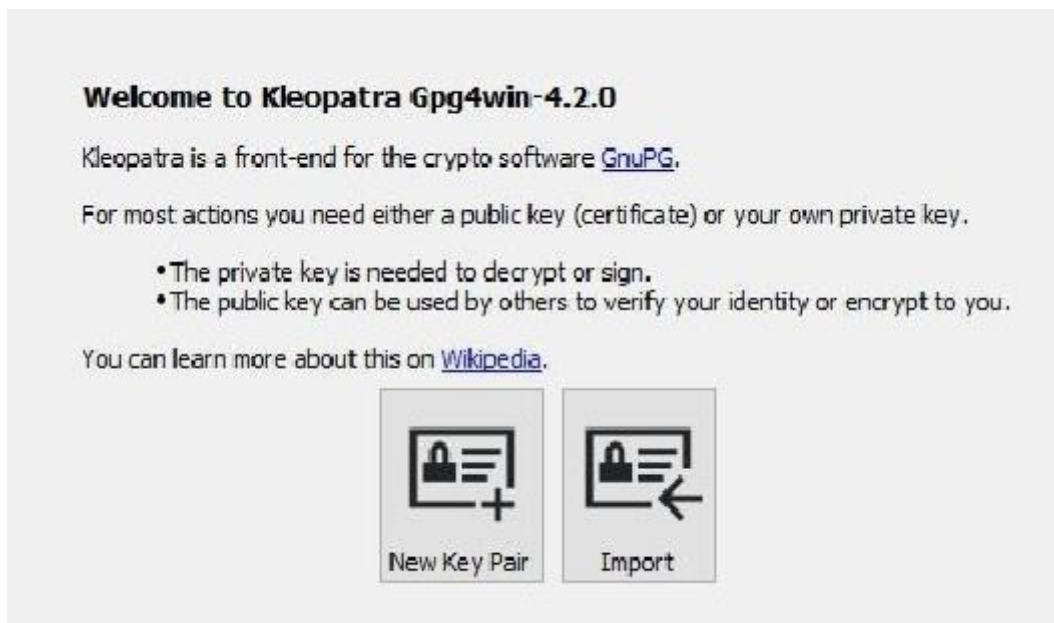 Welcome to Kleopatra Gpg4win-4.2.0
Kleopatra is a front-end for the crypto software GnuPG.
For most actions you need either a public key (certificate) or your own private key.
•The private key is needed to decrypt or sign.
•The public key can be used by others to verify your identity or encrypt to you.
You can learn more about this on Wikipedia.
New Key Pair
Import